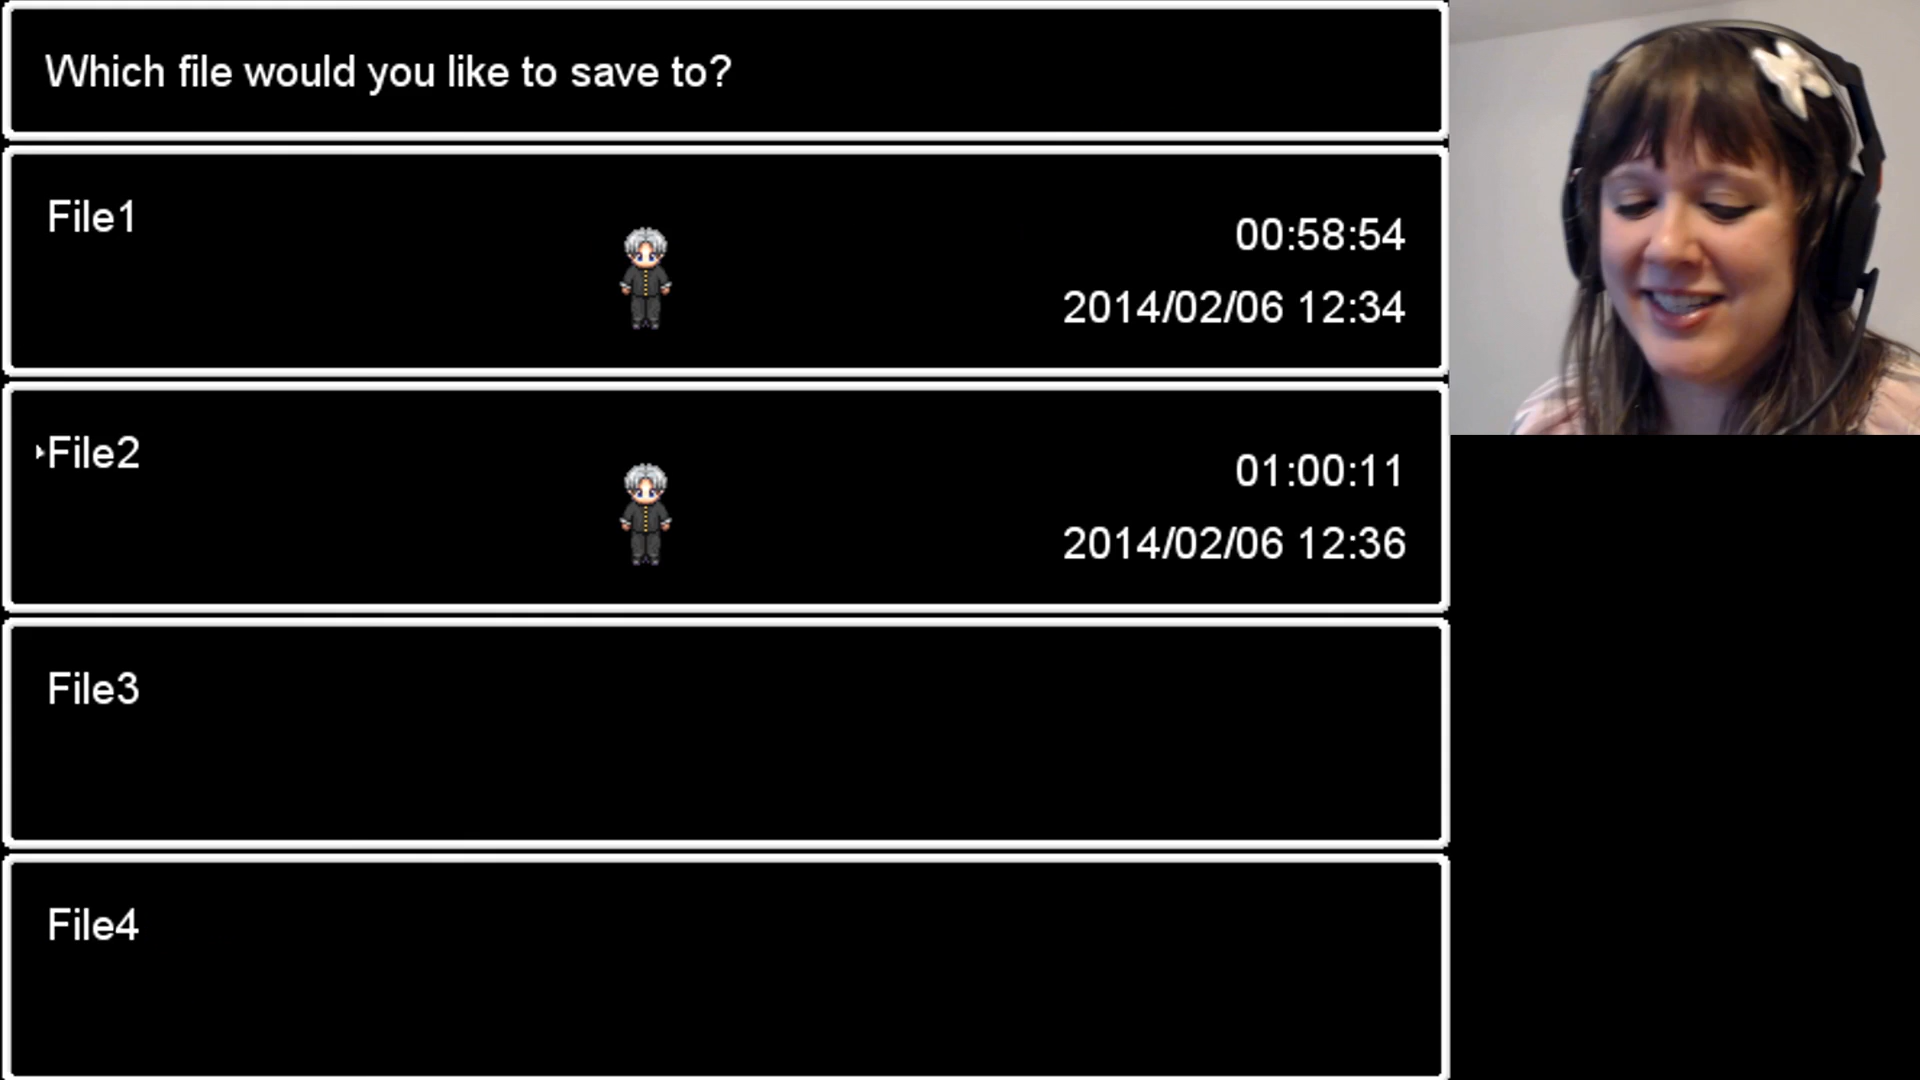 Which file would you like to save to?
File1
00:58:54
2014/02/06 12:34
File2
01:00:11
2014/02/06 12:36
File3
File4